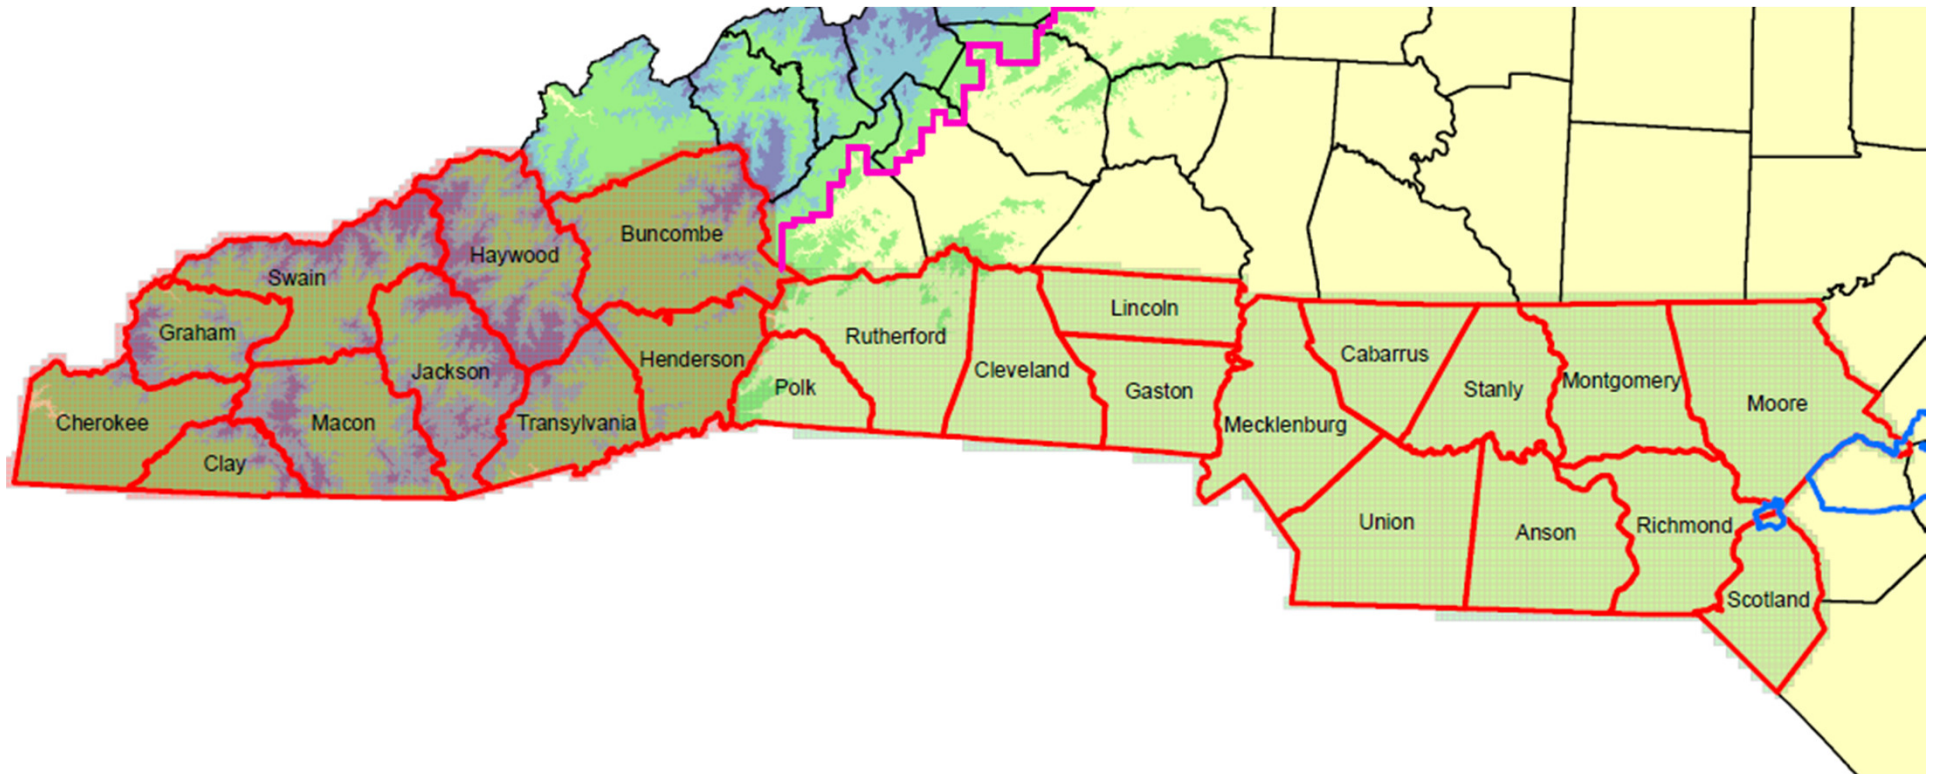 Buncombe
Haywood
Swain
Lincoln
Graham
Rutherford
Cabarrus
Henderson
Cleveland
Jackson
Montgomery
Polk
Gaston
Stanly
Moore
Cherokee
Macon
Transylvania
Mecklenburg
Clay
Union
Richmond
Anson
Scotland